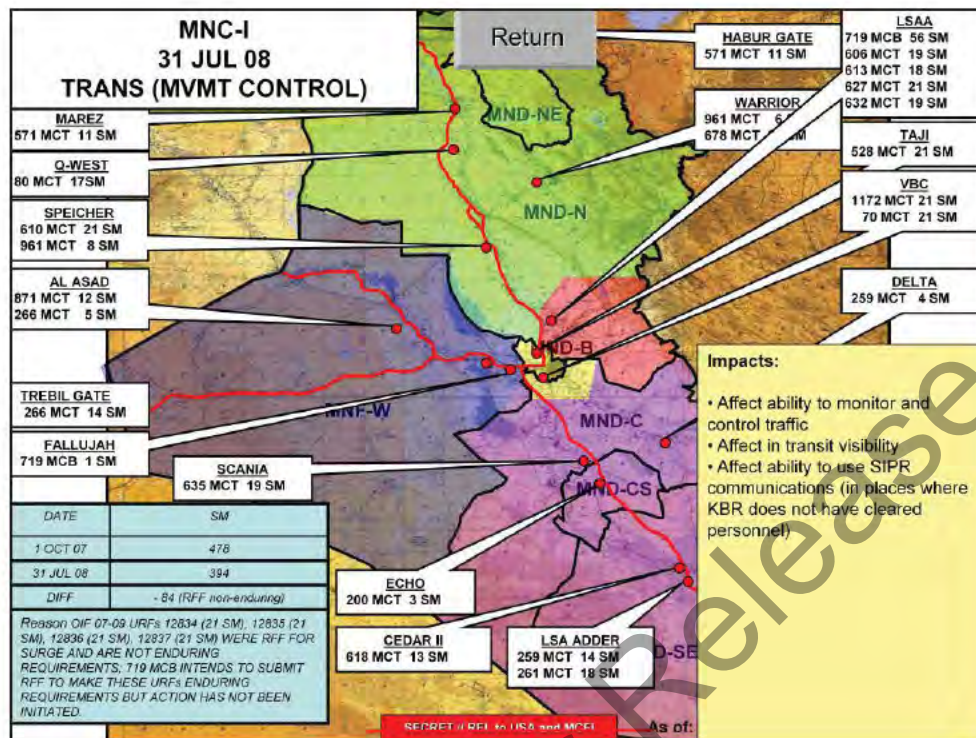 MNC-I
31 JUL 08
TRANS (MVMT CONTROL)
Return
HABUR GATE
571 MCT 11 SM
LSAA
719 MCB 56 SM
606 MCT 19 SM
613 MCT 18 SM
627 MCT 21 SM
632 MCT 19 SM
MAREZ
571 MCT 11 SM
WARRIOR
961 MCT 6
678 MCT
TAJI
528 MCT 21 SM
Q-WEST
80 MCT 17SM
VBC
1172 MCT 21 SM
70 MCT 21 SM
SPEICHER
610 MCT 21 SM
961 MCT 8 SM
DELTA
259 MCT 4 SM
AL ASAD
871 MCT 12 SM
266 MCT 5 SM
MND-NE
MND-N
MND-B
MNF-W
MND-C
MND-CS
D-SE
TREBIL GATE
266 MCT 14 SM
FALLUJAH
719 MCB 1 SM
SCANIA
635 MCT 19 SM
Impacts:
• Affect ability to monitor and
control traffic
• Affect in transit visibility
• Affect ability to use SIPR
communications (in places where
KBR does not have cleared
personnel)
DATE SM
1 OCT 07 478
31 JUL 08 394
DIFF - 84 (RFF non-enduring)
Reason OIF 07-09 URFs 12834 (21 SM), 12835 (21
SM), 12836 (21 SM), 12837 (21 SM) WERE RFF FOR
SURGE AND ARE NOT ENDURING
REQUIREMENTS; 719 MCB INTENDS TO SUBMIT
RFF TO MAKE THESE URFs ENDURING
REQUIREMENTS BUT ACTION HAS NOT BEEN
INITIATED.
ECHO
200 MCT 3 SM
CEDAR II
618 MCT 13 SM
LSA ADDER
259 MCT 14 SM
261 MCT 18 SM
SECRET // REL to USA and MCFI
As of:
Release